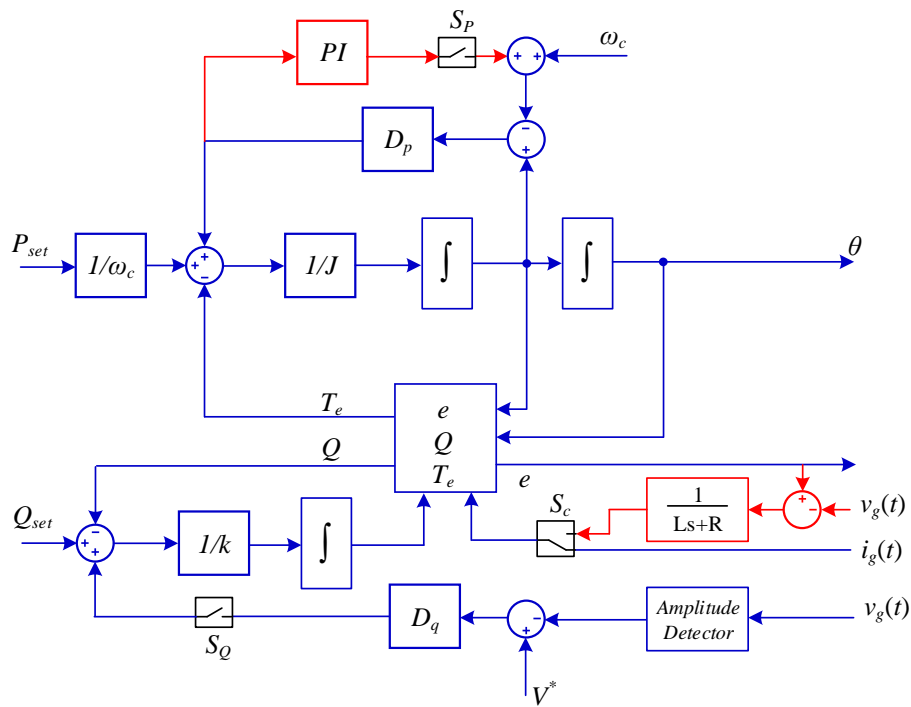 S_P
PI
+ +
ω_c
−
+
D_p
P_set
1/ω_c
+
+
−
1/J
∫
∫
θ
T_e
e
Q
Q
T_e
e
+
−
v_g(t)
1
Ls+R
S_c
i_g(t)
Q_set
−
+
+
1/k
∫
S_Q
D_q
−
+
Amplitude
Detector
v_g(t)
V*